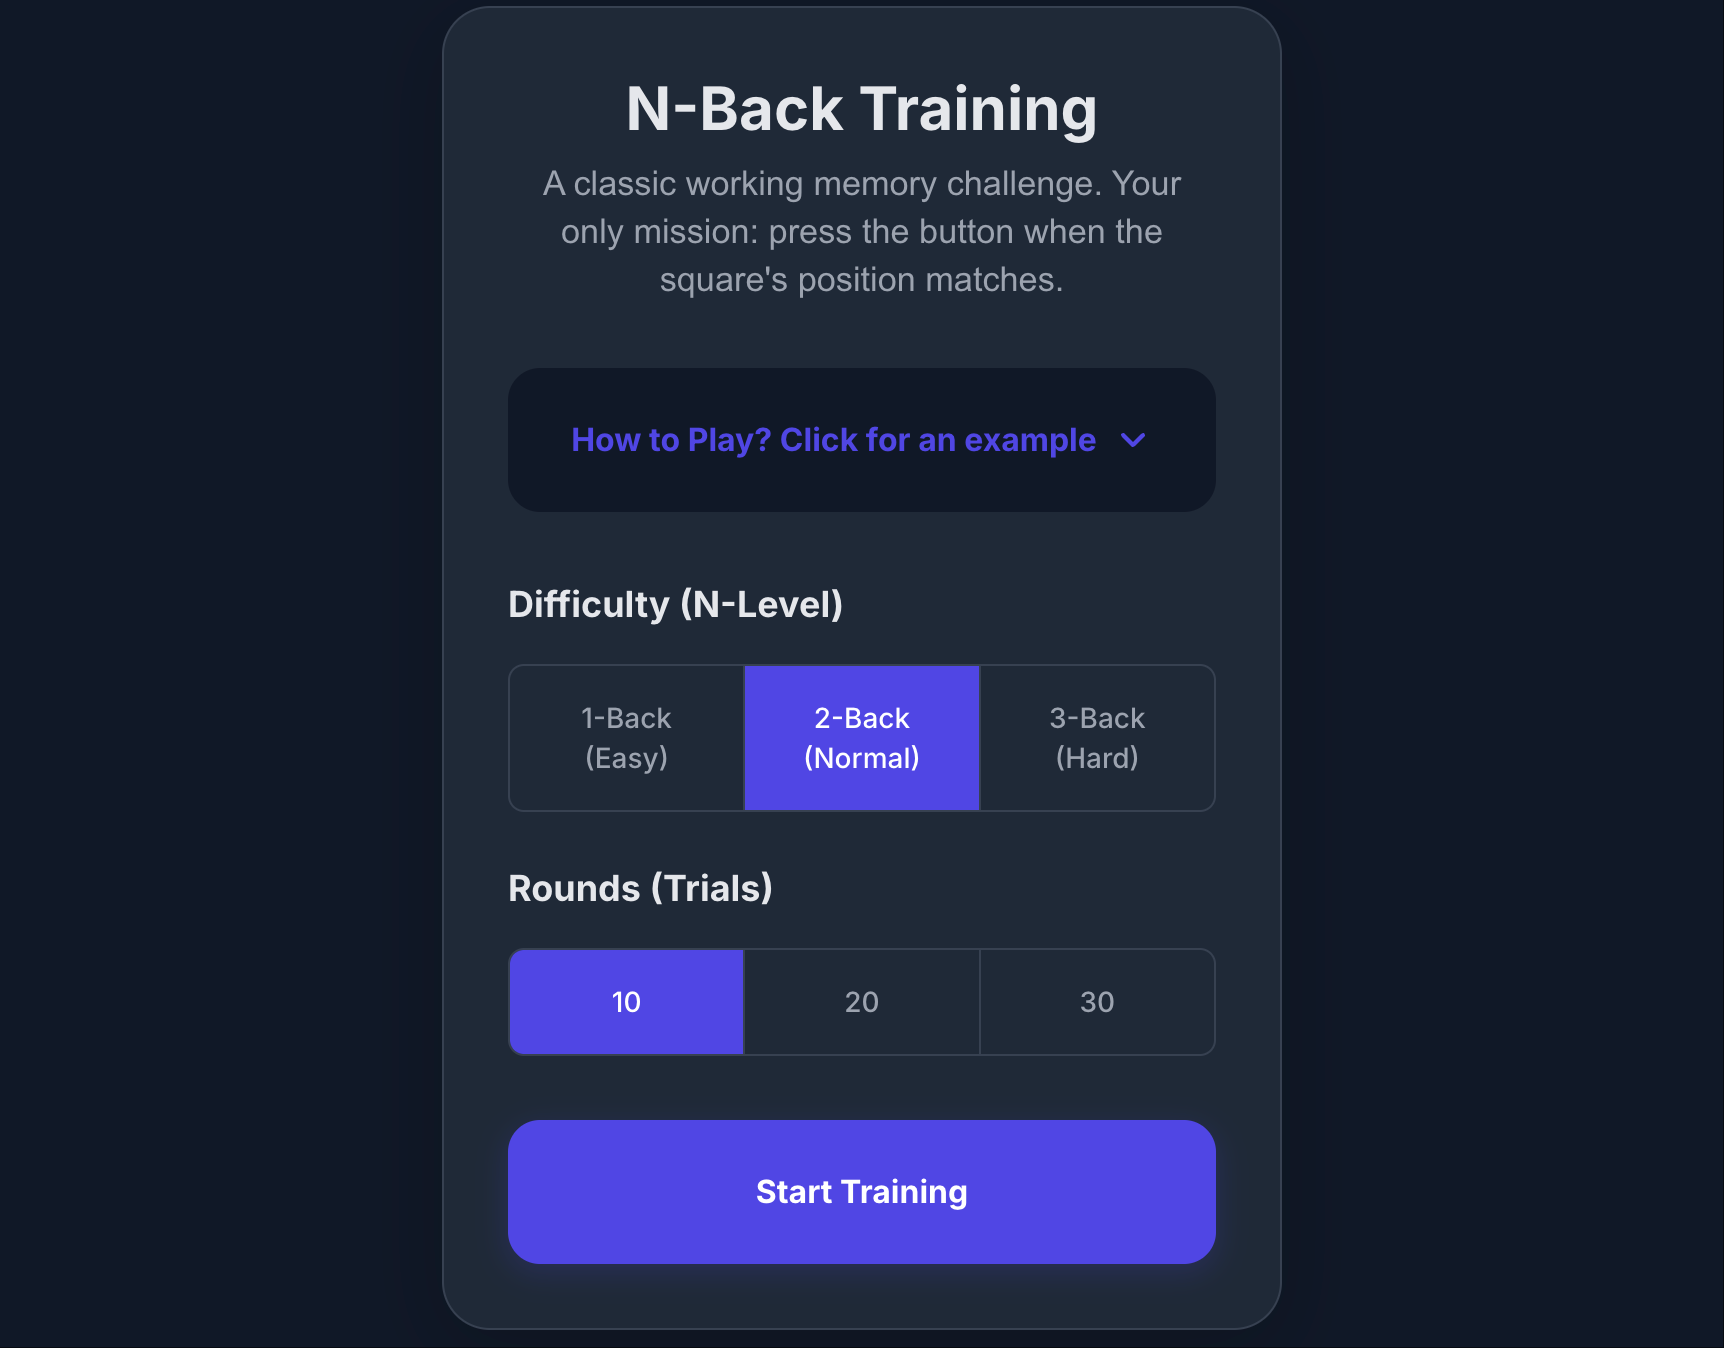 N-Back Training
A classic working memory challenge. Your
only mission: press the button when the
square's position matches.
How to Play? Click for an example
Difficulty (N-Level)
1-Back
(Easy)
2-Back
(Normal)
3-Back
(Hard)
Rounds (Trials)
10
20
30
Start Training